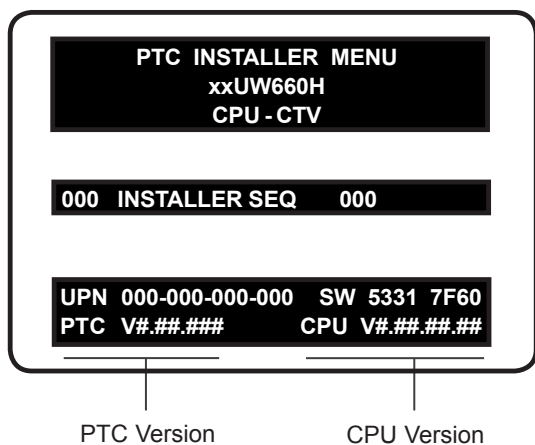 PTC INSTALLER MENU
xxUW660H
CPU - CTV
000 INSTALLER SEQ 000
UPN 000-000-000-000 SW 5331 7F60
PTC V#.##.### CPU V#.##.##.##
PTC Version CPU Version